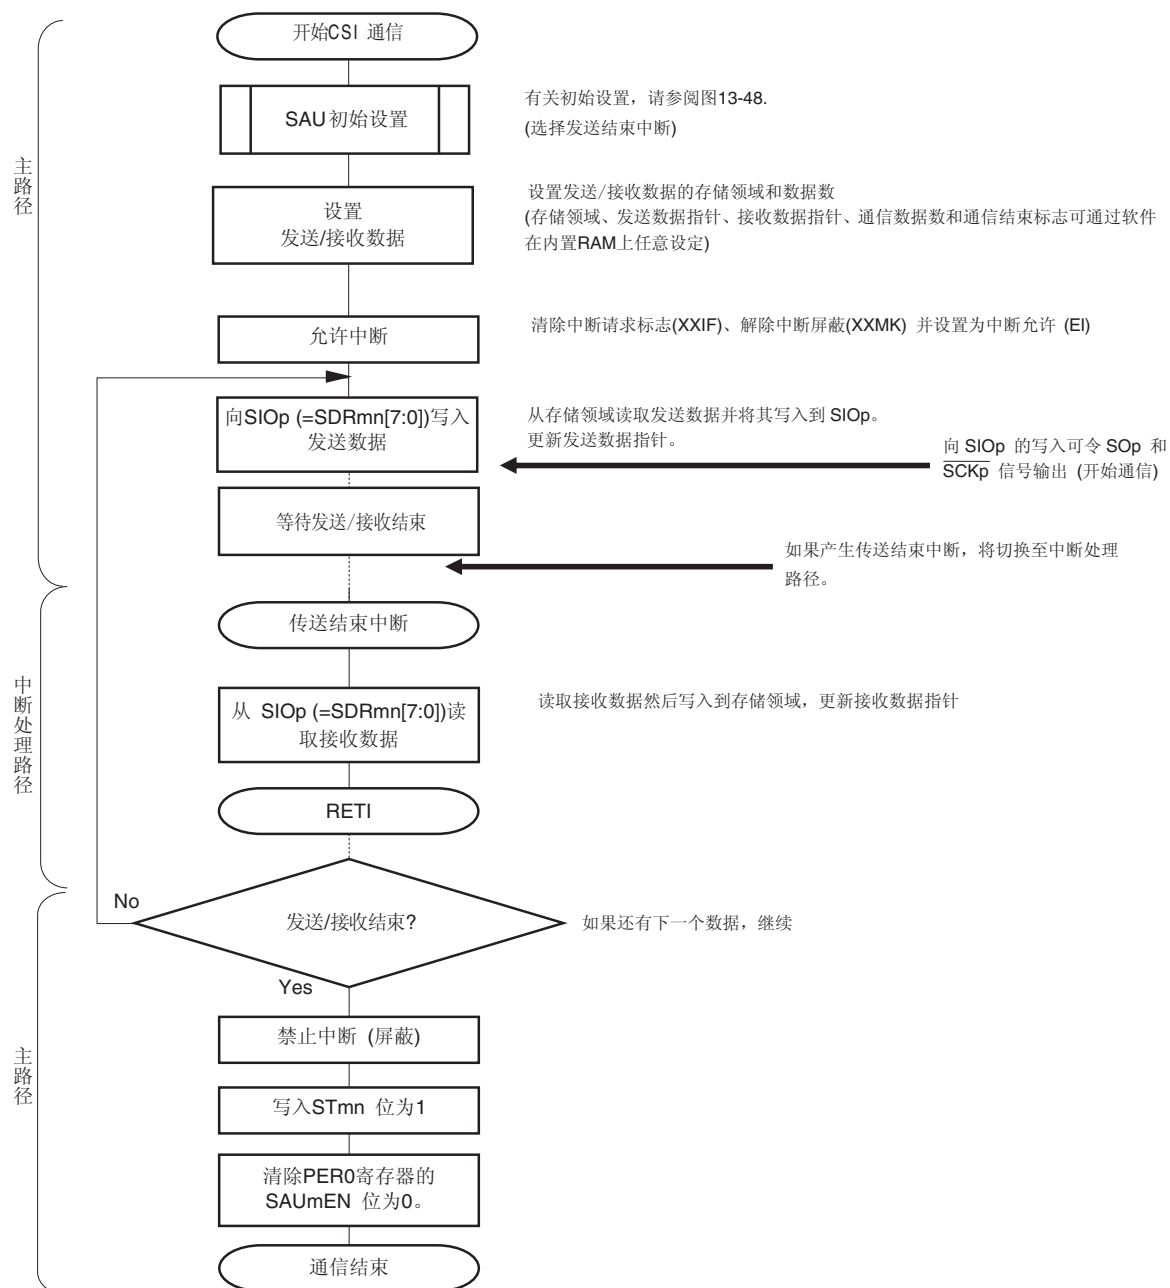 开始CSI 通信
SAU初始设置
有关初始设置，请参阅图13-48.
(选择发送结束中断)
主路径
设置
发送/接收数据
设置发送/接收数据的存储领域和数据数
(存储领域、发送数据指针、接收数据指针、通信数据数和通信结束标志可通过软件
在内置RAM上任意设定)
允许中断
清除中断请求标志(XXIF)、解除中断屏蔽(XXMK) 并设置为中断允许 (EI)
向SIOp (=SDRmn[7:0])写入
发送数据
从存储领域读取发送数据并将其写入到 SIOp。
更新发送数据指针。
向 SIOp 的写入可令 SOp 和
SCKp 信号输出 (开始通信)
等待发送/接收结束
如果产生传送结束中断，将切换至中断处理
路径。
传送结束中断
中断处理路径
从 SIOp (=SDRmn[7:0])读
取接收数据
读取接收数据然后写入到存储领域，更新接收数据指针
RETI
No
发送/接收结束?
如果还有下一个数据，继续
Yes
禁止中断 (屏蔽)
主路径
写入STmn 位为1
清除PER0寄存器的
SAUmEN 位为0。
通信结束